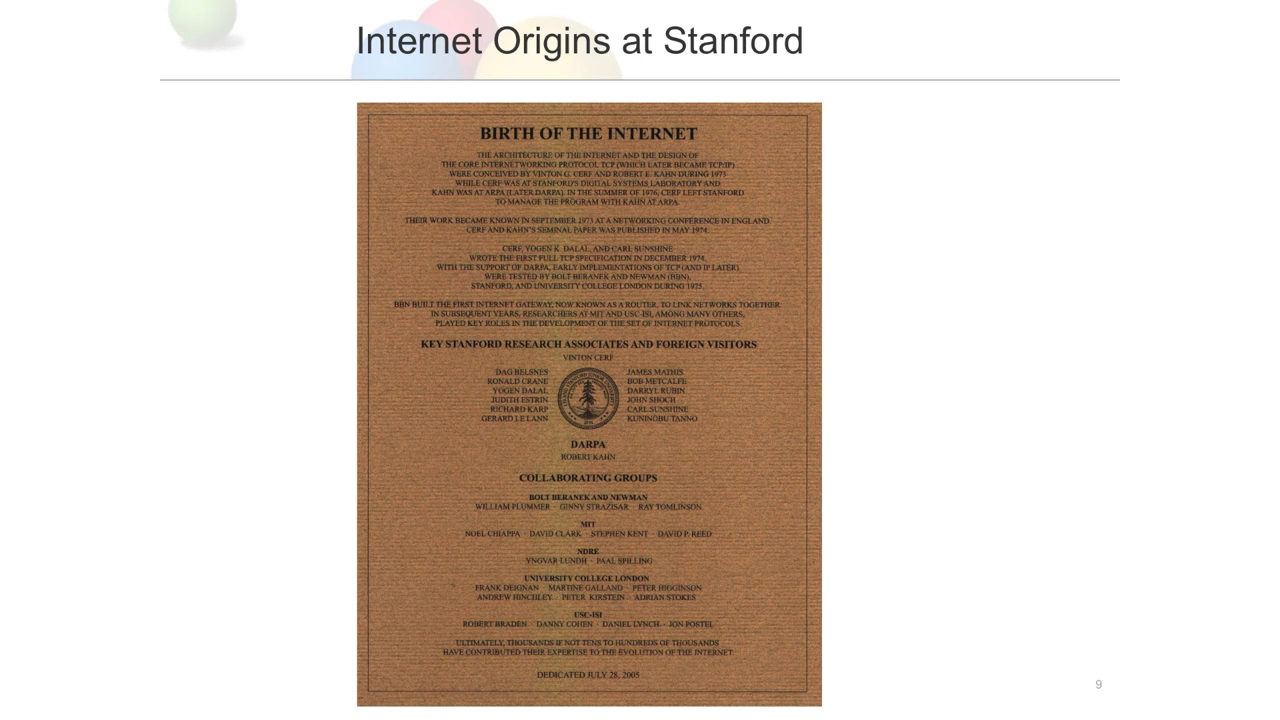 Internet Origins at Stanford
BIRTH OF THE INTERNET
THE ARCHITECTURE OF THE INTERNET AND THE DESIGN OF
THE CORE INTERNETWORKING PROTOCOL TCP (WHICH LATER BECAME TCP/IP)
WERE CONCEIVED BY VINTON G. CERF AND ROBERT E. KAHN DURING 1973
WHILE CERF WAS AT STANFORD'S DIGITAL SYSTEMS LABORATORY AND
KAHN WAS AT ARPA (LATER DARPA). IN THE SUMMER OF 1976, CERF LEFT STANFORD
TO MANAGE THE PROGRAM WITH KAHN AT ARPA.
THEIR WORK BECAME KNOWN IN SEPTEMBER 1973 AT A NETWORKING CONFERENCE IN ENGLAND.
CERF AND KAHN'S SEMINAL PAPER WAS PUBLISHED IN MAY 1974.
CERF, YOGEN K. DALAL, AND CARL SUNSHINE
WROTE THE FIRST FULL TCP SPECIFICATION IN DECEMBER 1974.
WITH THE SUPPORT OF DARPA, EARLY IMPLEMENTATIONS OF TCP (AND IP LATER)
WERE TESTED BY BOLT BERANEK AND NEWMAN (BBN),
STANFORD, AND UNIVERSITY COLLEGE LONDON DURING 1975.
BBN BUILT THE FIRST INTERNET GATEWAY, NOW KNOWN AS A ROUTER, TO LINK NETWORKS TOGETHER.
IN SUBSEQUENT YEARS, RESEARCHERS AT MIT AND USC-ISI, AMONG MANY OTHERS,
PLAYED KEY ROLES IN THE DEVELOPMENT OF THE SET OF INTERNET PROTOCOLS.
KEY STANFORD RESEARCH ASSOCIATES AND FOREIGN VISITORS
VINTON CERF
DAG BELSNES
RONALD CRANE
YOGEN DALAL
JUDITH ESTRIN
RICHARD KARP
GERARD LE LANN
JAMES MATHIS
BOB METCALFE
DARRYL RUBIN
JOHN SHOCH
CARL SUNSHINE
KUNINOBU TANNO
DARPA
ROBERT KAHN
COLLABORATING GROUPS
BOLT BERANEK AND NEWMAN
WILLIAM PLUMMER · GINNY STRAZISAR · RAY TOMLINSON
MIT
NOEL CHIAPPA · DAVID CLARK · STEPHEN KENT · DAVID P. REED
NDRE
YNGVAR LUNDH · PAAL SPILLING
UNIVERSITY COLLEGE LONDON
FRANK DEIGNAN · MARTINE GALLAND · PETER HIGGINSON
ANDREW HINCHLEY · PETER KIRSTEIN · ADRIAN STOKES
USC-ISI
ROBERT BRADEN · DANNY COHEN · DANIEL LYNCH · JON POSTEL
ULTIMATELY, THOUSANDS IF NOT TENS TO HUNDREDS OF THOUSANDS
HAVE CONTRIBUTED THEIR EXPERTISE TO THE EVOLUTION OF THE INTERNET.
DEDICATED JULY 28, 2005
9